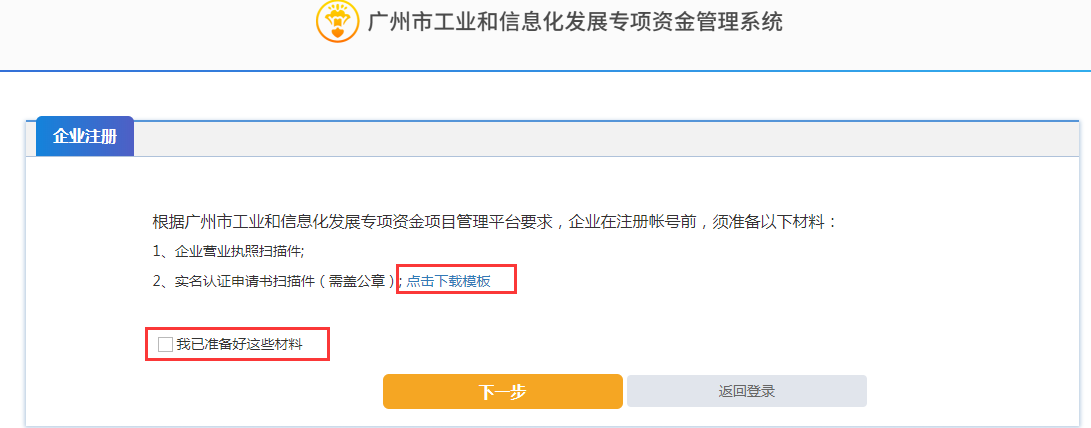 广州市工业和信息化发展专项资金管理系统
企业注册
根据广州市工业和信息化发展专项资金项目管理平台要求，企业在注册帐号前，须准备以下材料：
1、企业营业执照扫描件;
2、实名认证申请书扫描件（需盖公章）; 点击下载模板
我已准备好这些材料
下一步 返回登录